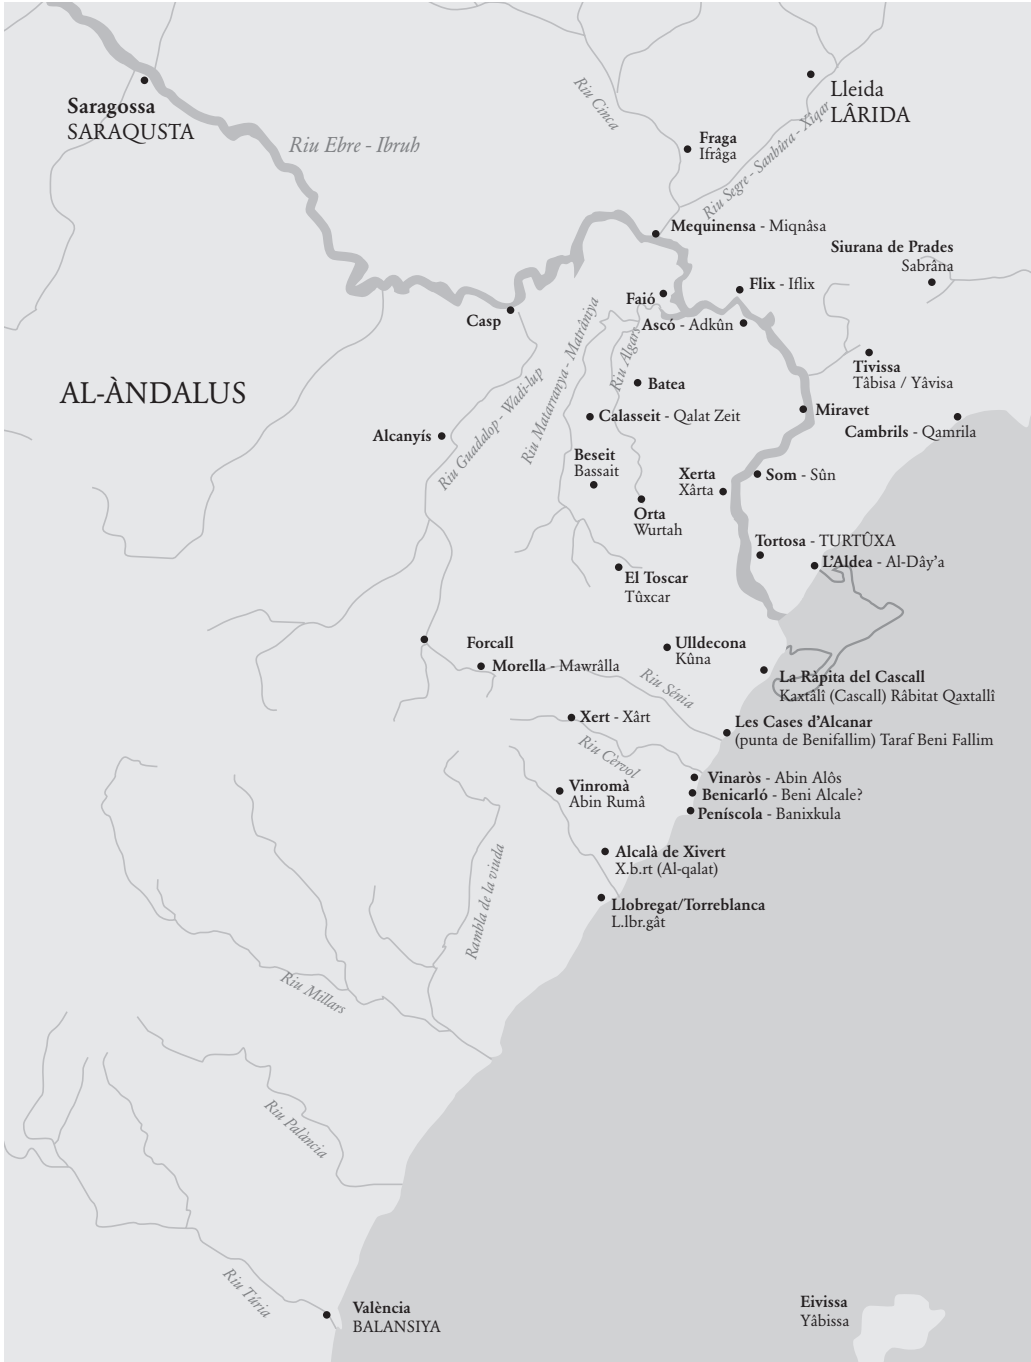 Saragossa
SARAQUSTA
Riu Ebre - Ibruh
Riu Cinca
Lleida
LÂRIDA
Fraga
Ifrâga
Riu Segre - Sanbûra - Xiqar
Mequinensa - Miqnâsa
Siurana de Prades
Sabrâna
Flix - Iflix
Faió
Casp
Ascó - Adkûn
Riu Matarranya - Matrâniya
Riu Algars
Riu Guadalop - Wadi-lup
Tivissa
Tâbisa / Yâvisa
AL-ÀNDALUS
Batea
Calasseit - Qalat Zeit
Miravet
Cambrils - Qamrila
Alcanyís
Beseit
Bassait
Xerta
Xârta
Som - Sûn
Orta
Wurtah
Tortosa - TURTÛXA
L’Aldea - Al-Dây’a
El Toscar
Tûxcar
Forcall
Morella - Mawrâlla
Ulldecona
Kûna
Riu Sénia
La Ràpita del Cascall
Kaxtâlî (Cascall) Râbitat Qaxtallî
Xert - Xârt
Riu Cèrvol
Les Cases d’Alcanar
(punta de Benifallim) Taraf Beni Fallim
Vinaròs - Abin Alôs
Benicarló - Beni Alcale?
Peníscola - Banixkula
Vinromà
Abin Rumâ
Alcalà de Xivert
X.b.rt (Al-qalat)
Rambla de la viuda
Llobregat/Torreblanca
L.lbr.gât
Riu Millars
Riu Palància
Riu Túria
València
BALANSIYA
Eivissa
Yâbissa